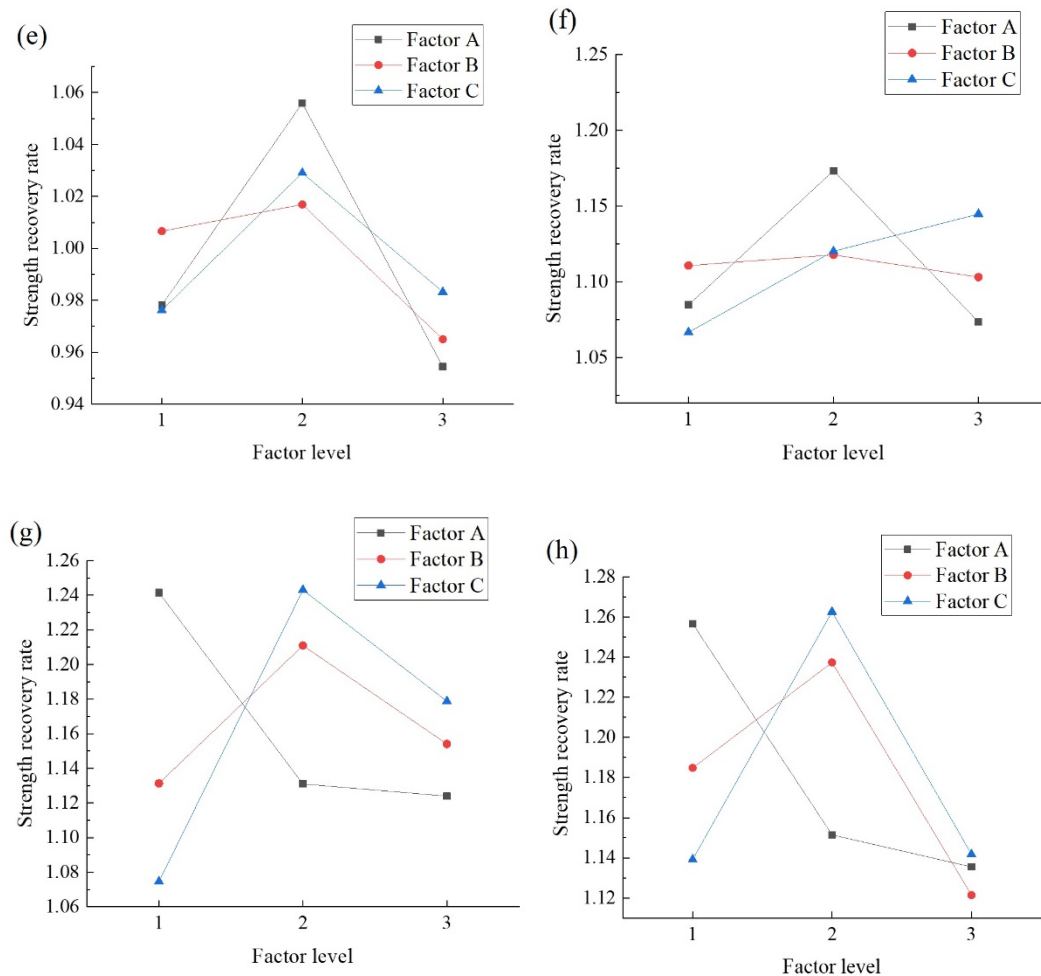 (e)
Factor A
Factor B
Factor C
Strength recovery rate
1.06
1.04
1.02
1.00
0.98
0.96
0.94
1
2
3
Factor level
(f)
Factor A
Factor B
Factor C
Strength recovery rate
1.25
1.20
1.15
1.10
1.05
1
2
3
Factor level
(g)
Factor A
Factor B
Factor C
Strength recovery rate
1.26
1.24
1.22
1.20
1.18
1.16
1.14
1.12
1.10
1.08
1.06
1
2
3
Factor level
(h)
Factor A
Factor B
Factor C
Strength recovery rate
1.28
1.26
1.24
1.22
1.20
1.18
1.16
1.14
1.12
1
2
3
Factor level